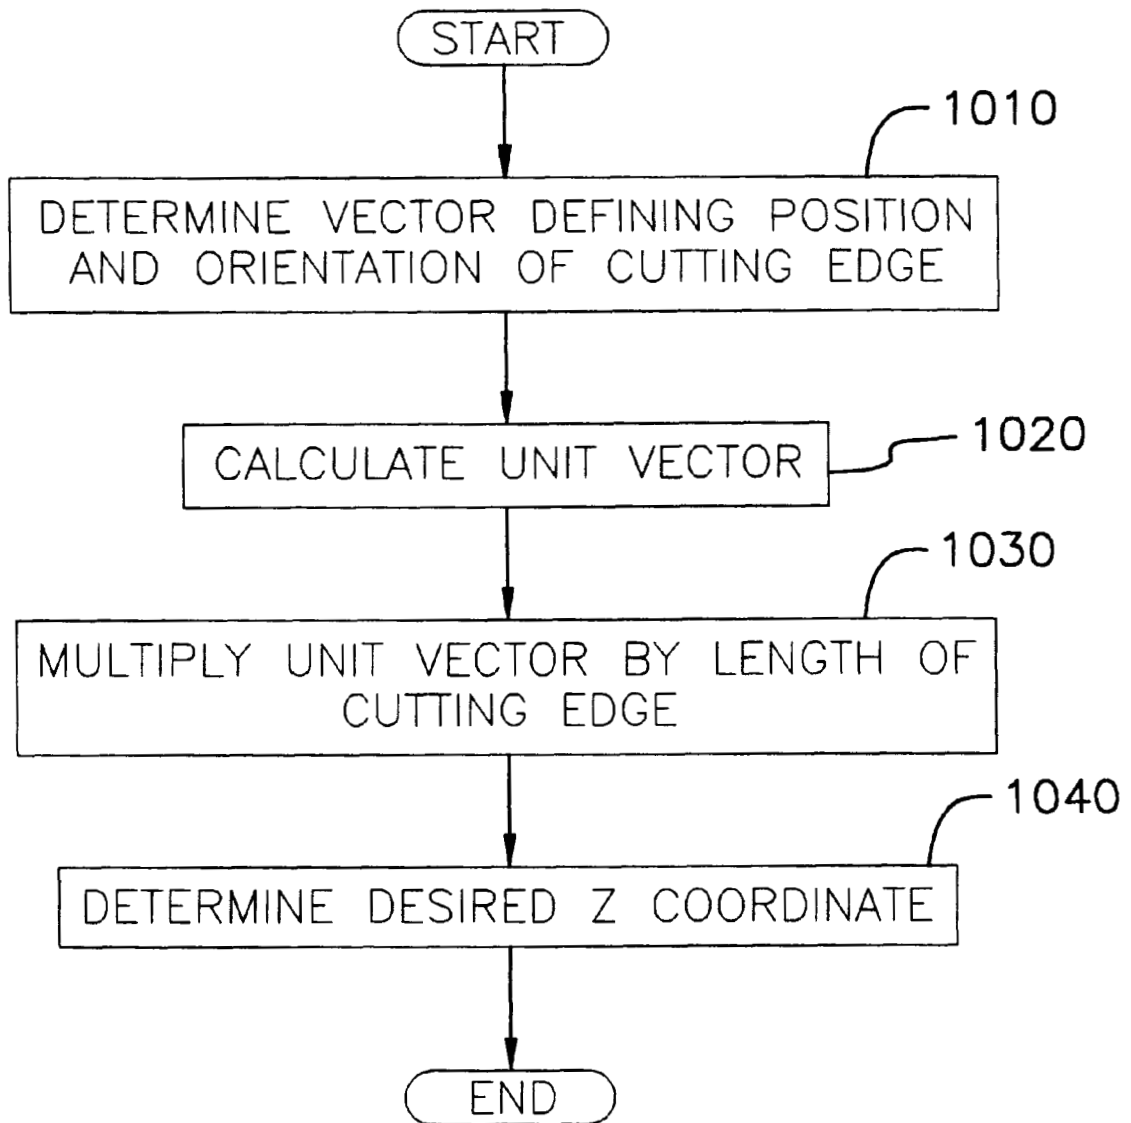 START
1010
DETERMINE VECTOR DEFINING POSITION
AND ORIENTATION OF CUTTING EDGE
1020
CALCULATE UNIT VECTOR
1030
MULTIPLY UNIT VECTOR BY LENGTH OF
CUTTING EDGE
1040
DETERMINE DESIRED Z COORDINATE
END